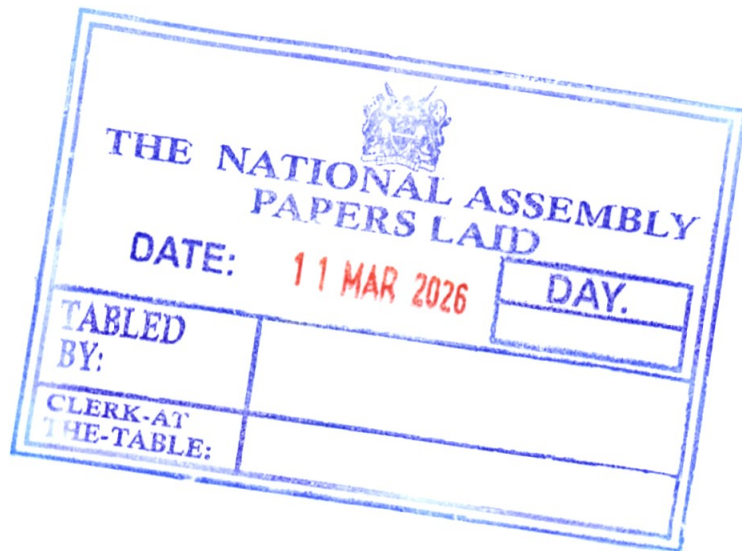 THE NATIONAL ASSEMBLY
PAPERS LAID
DATE: 11 MAR 2026 DAY.
TABLED
BY:
CLERK-AT
THE-TABLE: